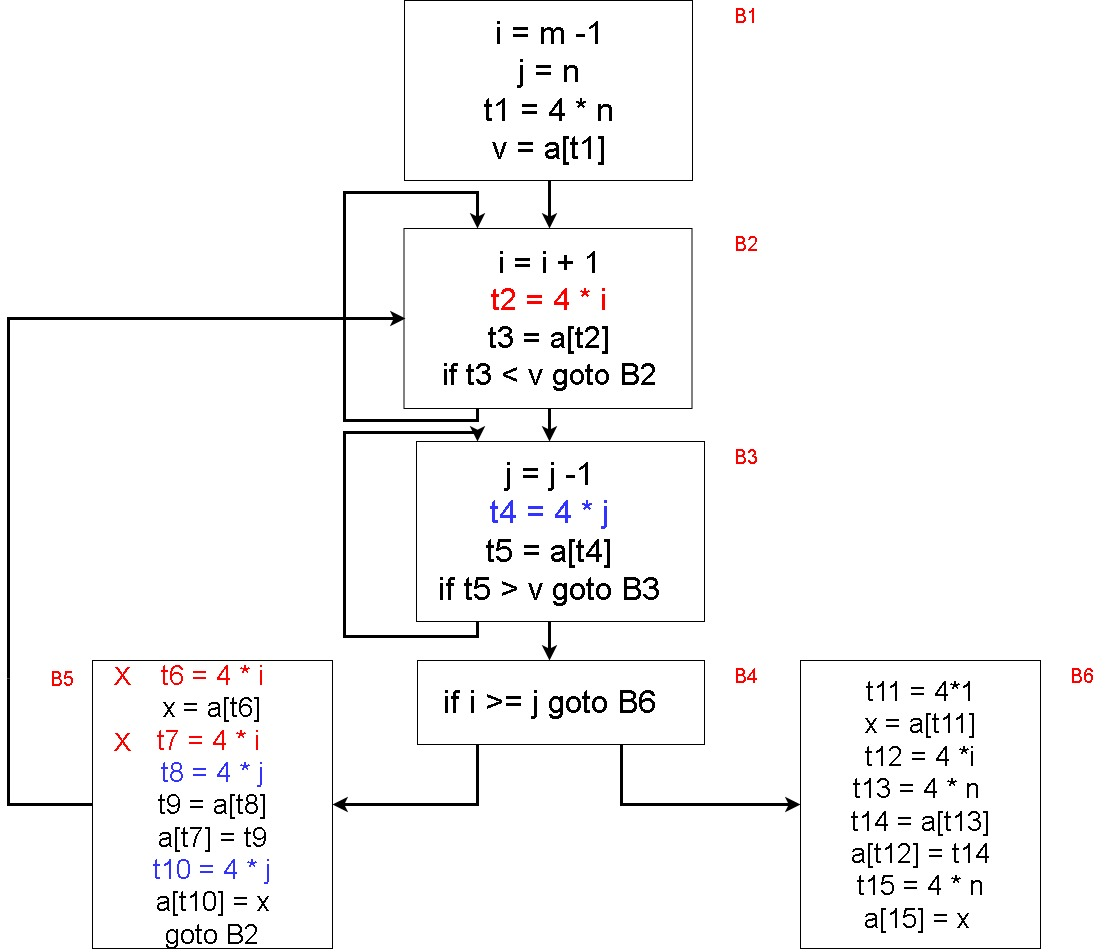 B1
i = m -1
j = n
t1 = 4 * n
v = a[t1]
B2
i = i + 1
t2 = 4 * i
t3 = a[t2]
if t3 < v goto B2
B3
j = j -1
t4 = 4 * j
t5 = a[t4]
if t5 > v goto B3
B4
if i >= j goto B6
B5
X t6 = 4 * i
x = a[t6]
X t7 = 4 * i
t8 = 4 * j
t9 = a[t8]
a[t7] = t9
t10 = 4 * j
a[t10] = x
goto B2
B6
t11 = 4*1
x = a[t11]
t12 = 4 *i
t13 = 4 * n
t14 = a[t13]
a[t12] = t14
t15 = 4 * n
a[15] = x